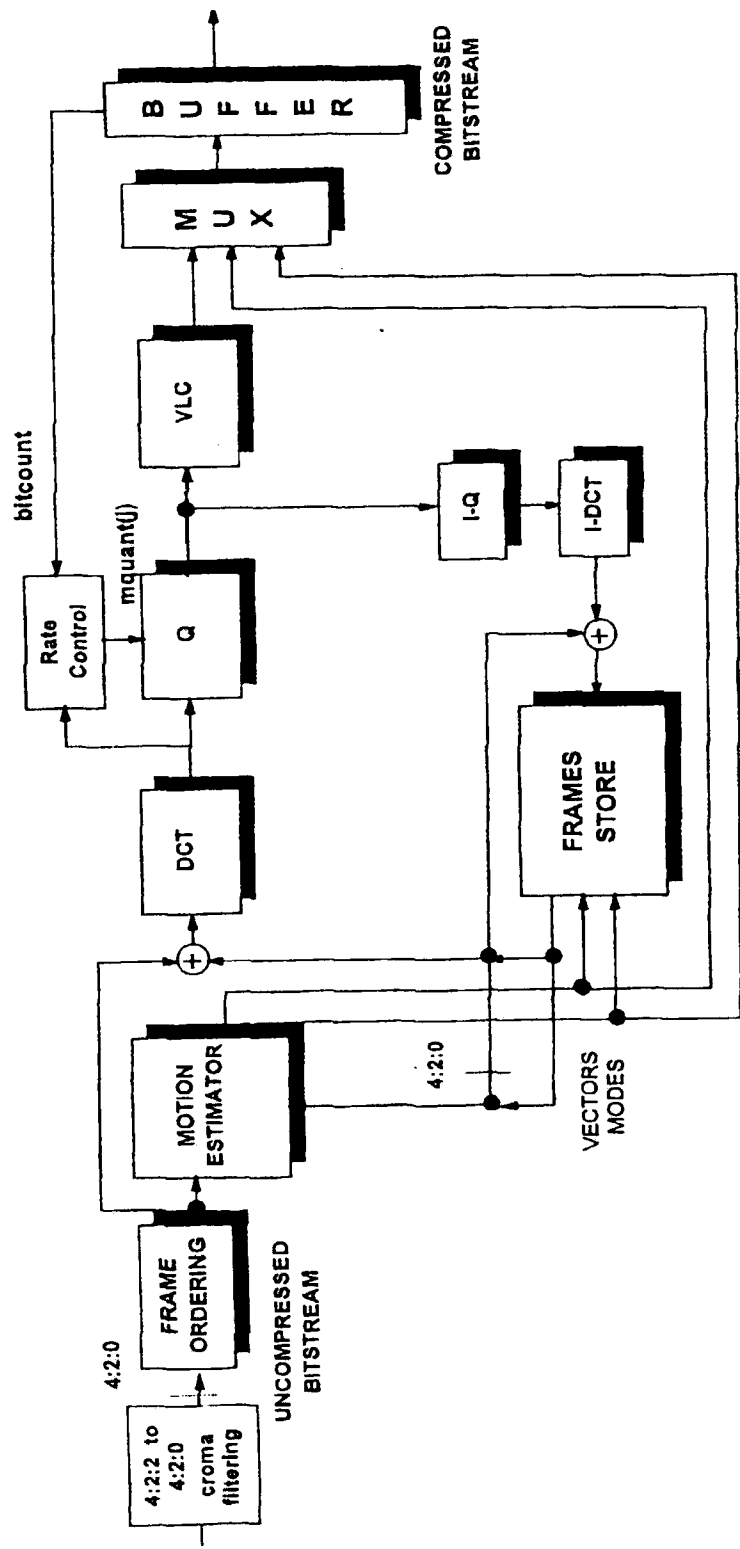 4:2:2 to
4:2:0
croma
filtering
4:2:0
FRAME
ORDERING
UNCOMPRESSED
BITSTREAM
MOTION
ESTIMATOR
DCT
Rate
Control
bitcount
mquant(j)
Q
VLC
MUX
BUFFER
COMPRESSED
BITSTREAM
I-Q
I-DCT
+
+
FRAMES
STORE
4:2:0
VECTORS
MODES